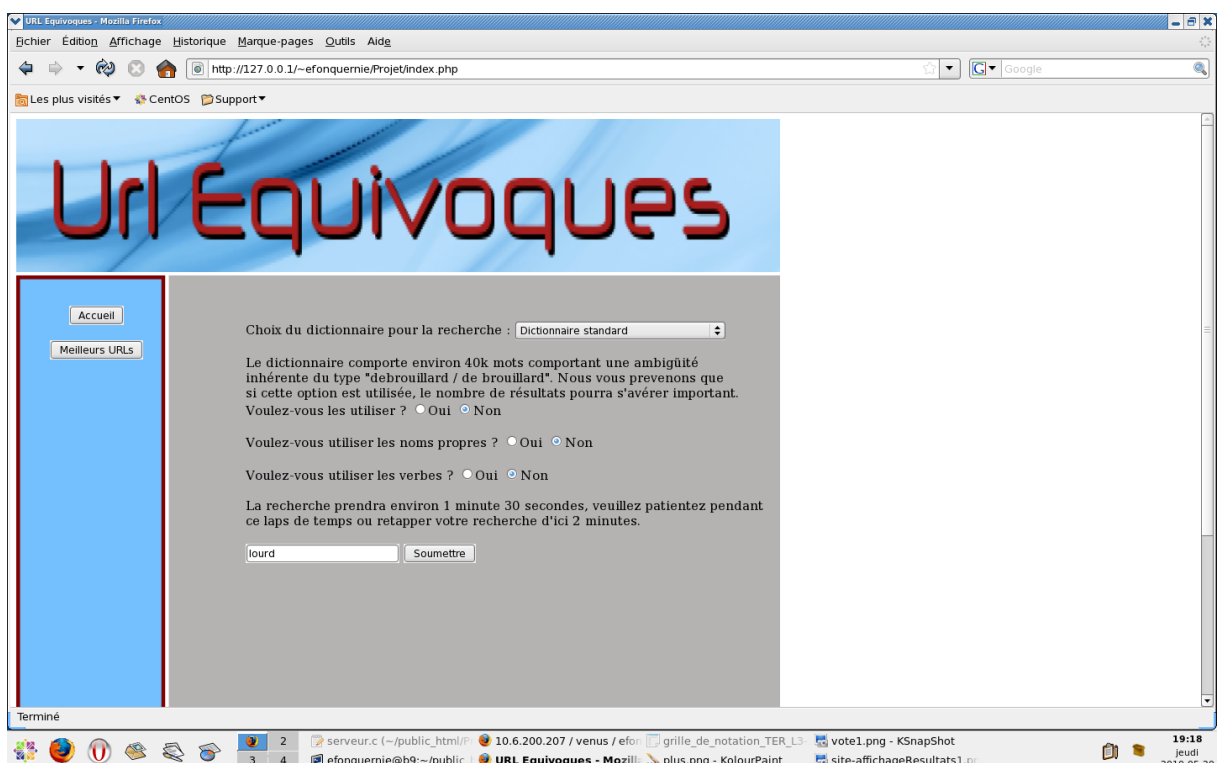 URL Equivoques - Mozilla Firefox
Fichier Édition Affichage Historique Marque-pages Outils Aide
http://127.0.0.1/~efonquernie/Projet/index.php
Google
Les plus visités CentOS Support
Url Equivoques
Accueil
Meilleurs URLs
Choix du dictionnaire pour la recherche : Dictionnaire standard
Le dictionnaire comporte environ 40k mots comportant une ambigüité
inhérente du type "debrouillard / de brouillard". Nous vous prevenons que
si cette option est utilisée, le nombre de résultats pourra s'avérer important.
Voulez-vous les utiliser ? Oui Non
Voulez-vous utiliser les noms propres ? Oui Non
Voulez-vous utiliser les verbes ? Oui Non
La recherche prendra environ 1 minute 30 secondes, veuillez patientez pendant
ce laps de temps ou retapper votre recherche d'ici 2 minutes.
lourd Soumettre
Terminé
2 serveur.c (~/public_html/P 10.6.200.207 / venus / efon grille_de_notation_TER_L3- vote1.png - KSnapShot 19:18
3 4 efonquernie@b9:~/public_ URL Equivoques - Mozill plus.png - KolourPaint site-affichageResultats1.p jeudi